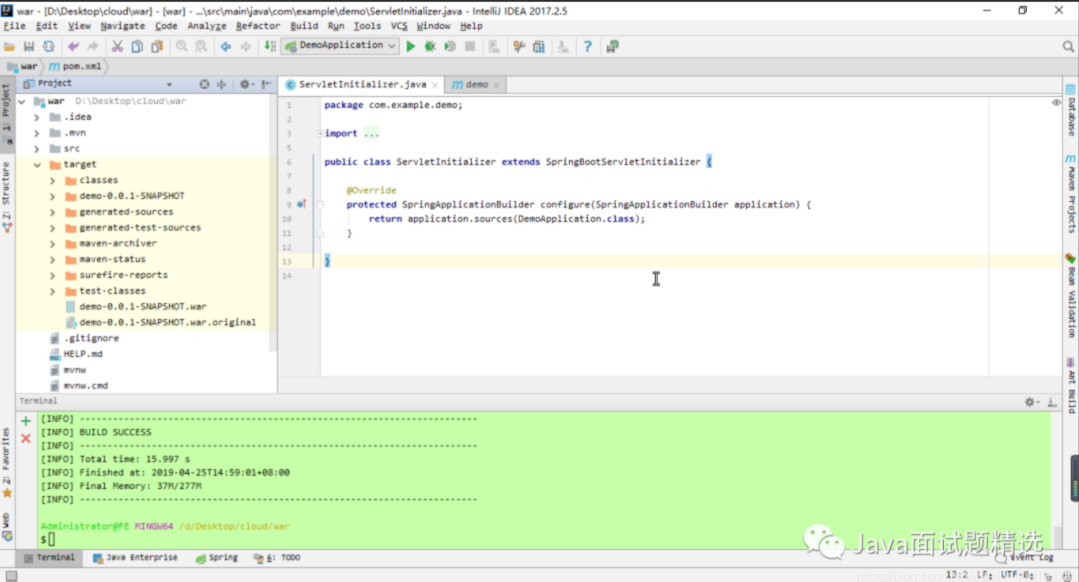 war - [D:\Desktop\cloud\war] - [war] - ...\src\main\java\com\example\demo\ServletInitializer.java - IntelliJ IDEA 2017.2.5
File Edit View Navigate Code Analyze Refactor Build Run Tools VCS Window Help
DemoApplication
war pom.xml
Project
ServletInitializer.java
demo
war D:\Desktop\cloud\war
.idea
.mvn
src
target
classes
demo-0.0.1-SNAPSHOT
generated-sources
generated-test-sources
maven-archiver
maven-status
surefire-reports
test-classes
demo-0.0.1-SNAPSHOT.war
demo-0.0.1-SNAPSHOT.war.original
.gitignore
HELP.md
mvnw
mvnw.cmd
1 package com.example.demo;
2
3 import ...
5
6 public class ServletInitializer extends SpringBootServletInitializer {
7
8 @Override
9 protected SpringApplicationBuilder configure(SpringApplicationBuilder application) {
10 return application.sources(DemoApplication.class);
11 }
12
13 }
14
1: Project
Z: Structure
2: Favorites
Web
Database
Maven Projects
Bean Validation
Ant Build
Terminal
[INFO] ------------------------------------------------------------------------
[INFO] BUILD SUCCESS
[INFO] ------------------------------------------------------------------------
[INFO] Total time: 15.997 s
[INFO] Finished at: 2019-04-25T14:59:01+08:00
[INFO] Final Memory: 37M/277M
[INFO] ------------------------------------------------------------------------
Administrator@FE MINGW64 /d/Desktop/cloud/war
$
Java面试题精选
Terminal Java Enterprise Spring 6: TODO Event Log
13:2 LF: UTF-8: